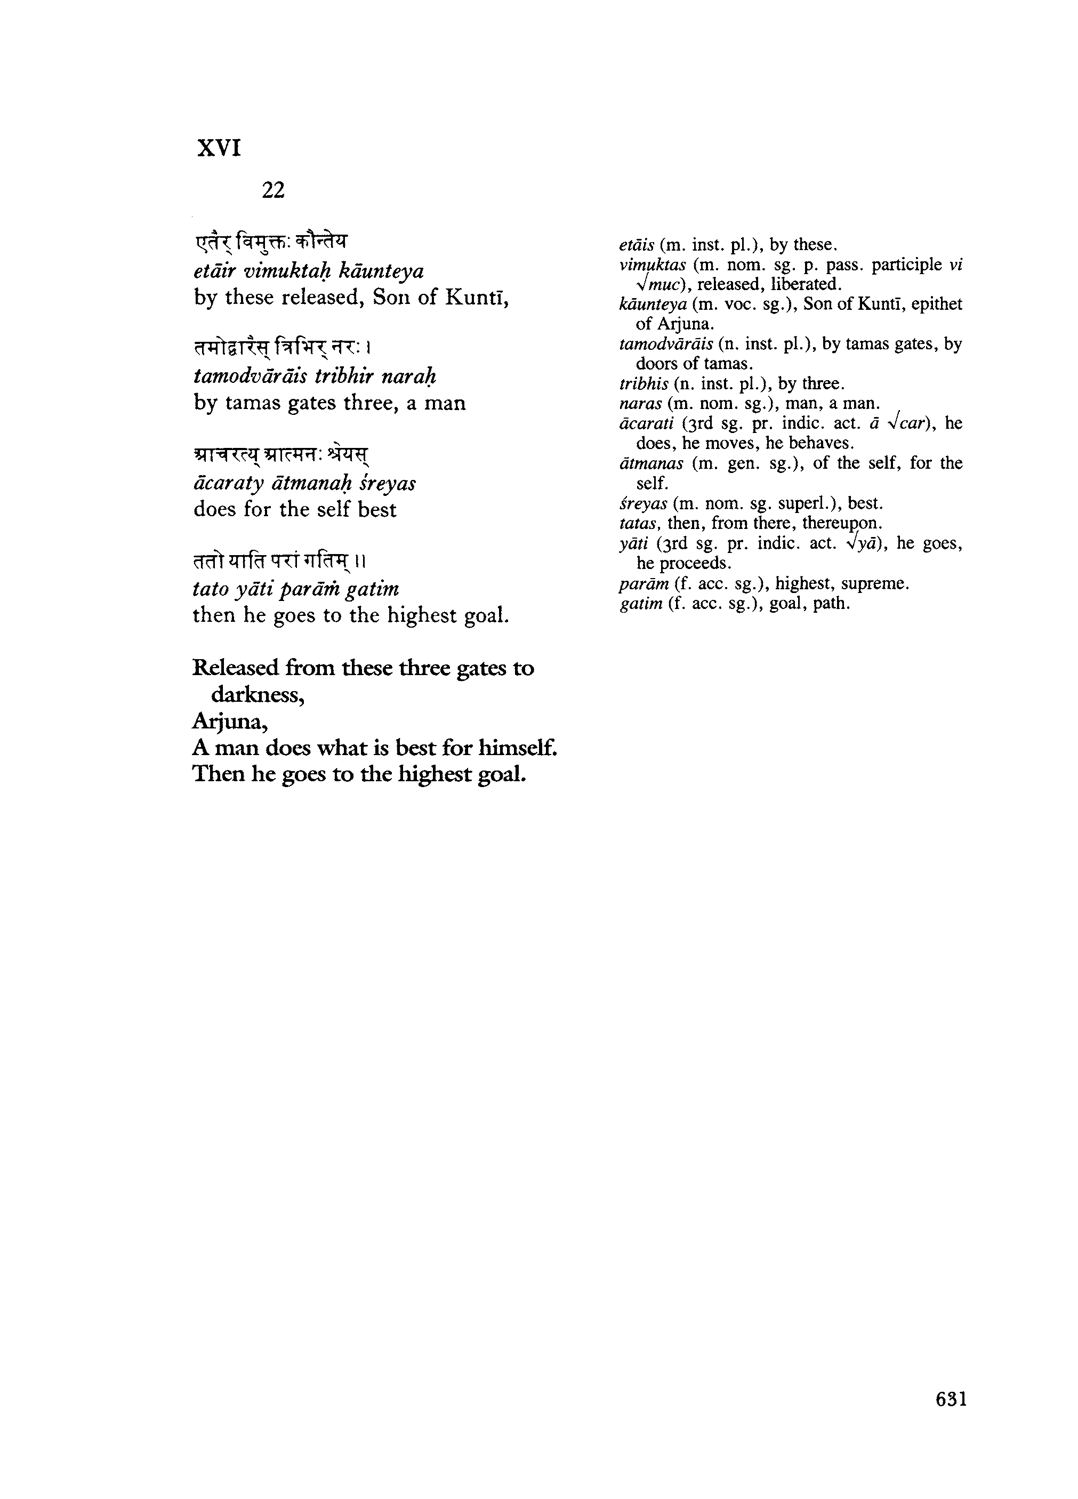 XVI
22
एतैर् विमुक्तः कौन्तेय
etāir vimuktaḥ kāunteya
by these released, Son of Kuntī,
तमोद्वारैस् त्रिभिर् नरः ।
tamodvārāis tribhir naraḥ
by tamas gates three, a man
आचरत्य् आत्मनः श्रेयस्
ācaraty ātmanaḥ śreyas
does for the self best
ततो याति परां गतिम् ॥
tato yāti parāṁ gatim
then he goes to the highest goal.
Released from these three gates to
darkness,
Arjuna,
A man does what is best for himself.
Then he goes to the highest goal.
etāis (m. inst. pl.), by these.
vimuktas (m. nom. sg. p. pass. participle vi
√muc), released, liberated.
kāunteya (m. voc. sg.), Son of Kuntī, epithet
of Arjuna.
tamodvārāis (n. inst. pl.), by tamas gates, by
doors of tamas.
tribhis (n. inst. pl.), by three.
naras (m. nom. sg.), man, a man.
ācarati (3rd sg. pr. indic. act. ā √car), he
does, he moves, he behaves.
ātmanas (m. gen. sg.), of the self, for the
self.
śreyas (m. nom. sg. superl.), best.
tatas, then, from there, thereupon.
yāti (3rd sg. pr. indic. act. √yā), he goes,
he proceeds.
parām (f. acc. sg.), highest, supreme.
gatim (f. acc. sg.), goal, path.
631